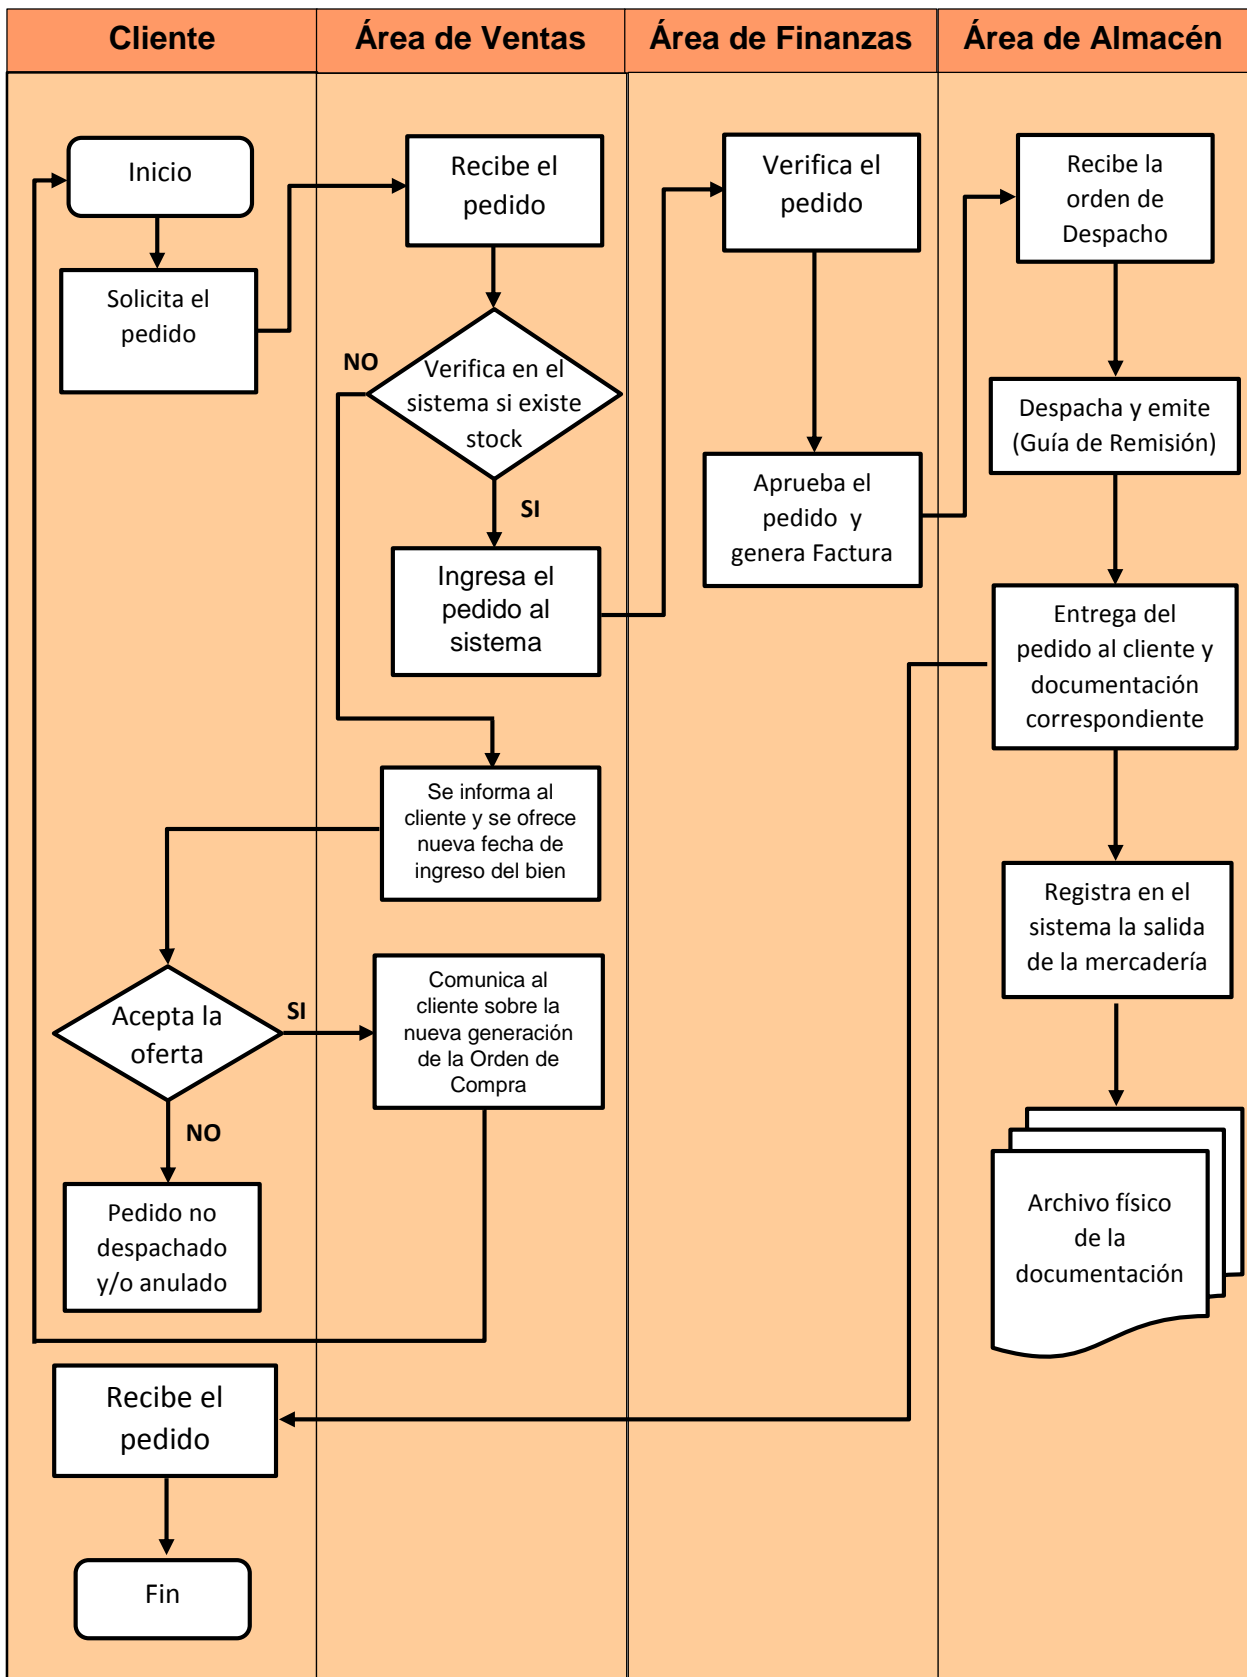 Cliente
Área de Ventas
Área de Finanzas
Área de Almacén
Inicio
Solicita el
pedido
Recibe el
pedido
NO
Verifica en el
sistema si existe
stock
SI
Ingresa el
pedido al
sistema
Verifica el
pedido
Aprueba el
pedido y
genera Factura
Recibe la
orden de
Despacho
Despacha y emite
(Guía de Remisión)
Entrega del
pedido al cliente y
documentación
correspondiente
Se informa al
cliente y se ofrece
nueva fecha de
ingreso del bien
Registra en el
sistema la salida
de la mercadería
Acepta la
oferta
SI
Comunica al
cliente sobre la
nueva generación
de la Orden de
Compra
NO
Pedido no
despachado
y/o anulado
Archivo físico
de la
documentación
Recibe el
pedido
Fin